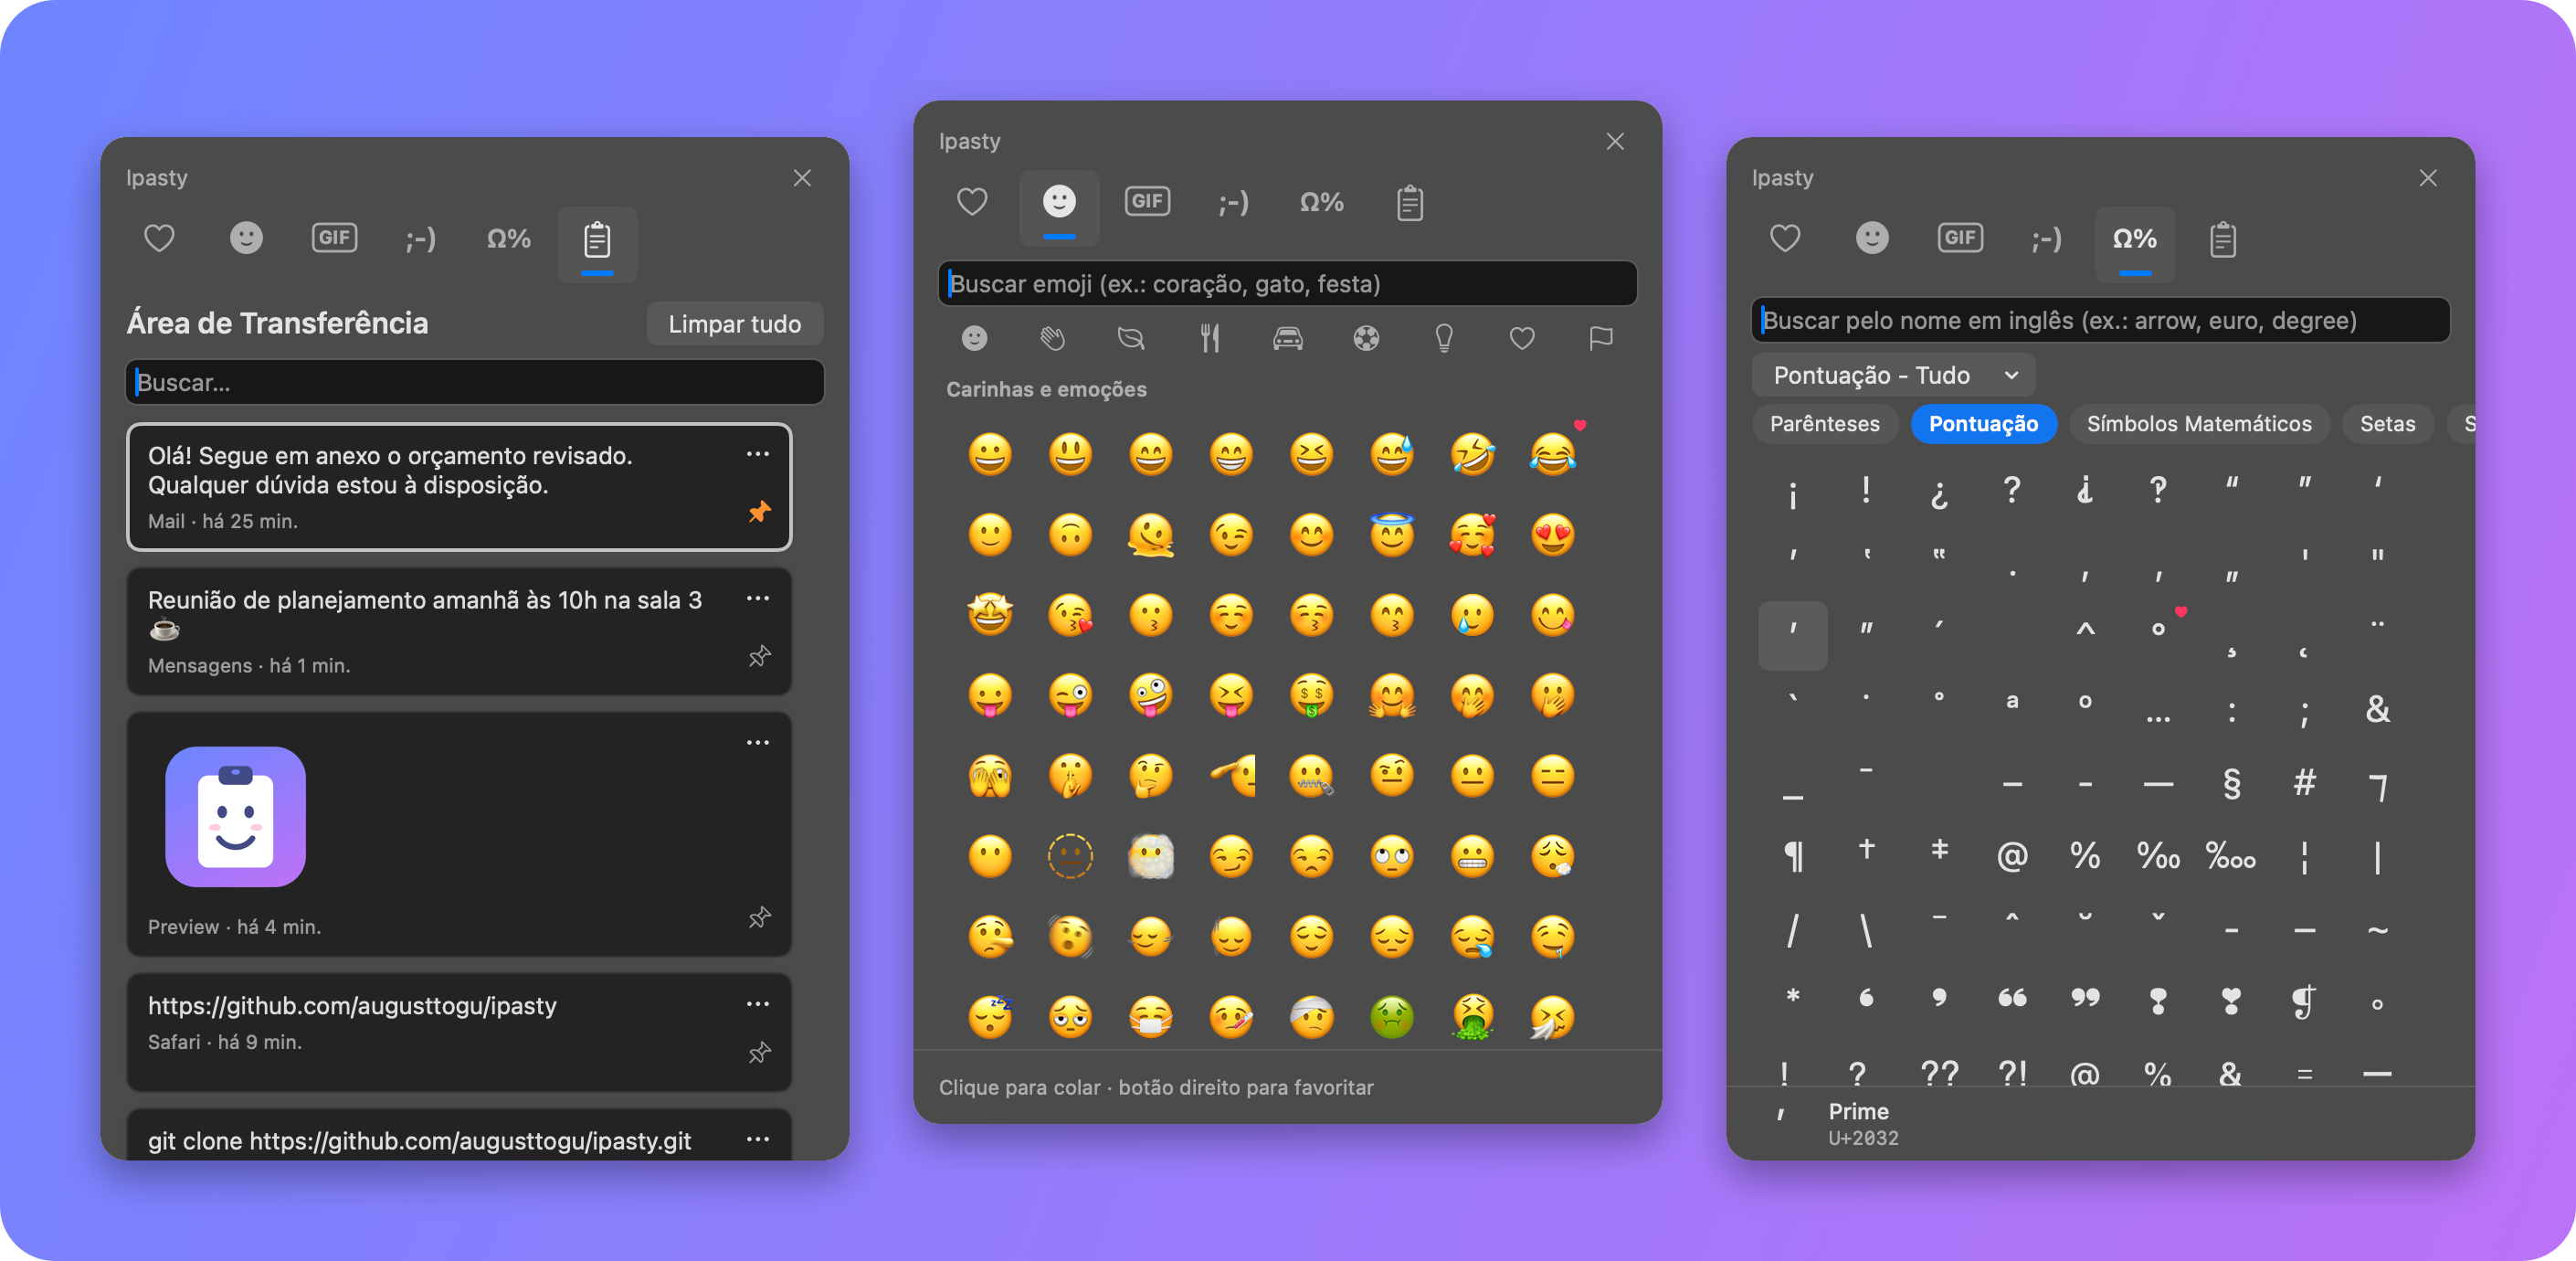 Ipasty
GIF
;-)
Ω%
Área de Transferência
Limpar tudo
Buscar...
Olá! Segue em anexo o orçamento revisado.
Qualquer dúvida estou à disposição.
Mail · há 25 min.
Reunião de planejamento amanhã às 10h na sala 3
☕
Mensagens · há 1 min.
Preview · há 4 min.
https://github.com/augusttogu/ipasty
Safari · há 9 min.
git clone https://github.com/augusttogu/ipasty.git
Ipasty
GIF
;-)
Ω%
Buscar emoji (ex.: coração, gato, festa)
Carinhas e emoções
Clique para colar · botão direito para favoritar
Ipasty
GIF
;-)
Ω%
Buscar pelo nome em inglês (ex.: arrow, euro, degree)
Pontuação - Tudo
Parênteses
Pontuação
Símbolos Matemáticos
Setas
¡ ! ¿ ? ⸘ ‽ “ ” ‘
’ ‛ ‟ . , ‚ „ ' "
′ ″ ´ ^ ° ¸ ˛ ¨
` ˙ ˚ ª º … : ; &
_ ¯ – - — § # ⁊
¶ † ‡ @ % ‰ ‱ ¦ |
/ \ ˉ ˆ ˘ ˇ - – ~
* ❛ ❜ ❝ ❞ ❢ ❣ ❡ 。
! ? ⁇ ⁈ @ % & = —
′
Prime
U+2032